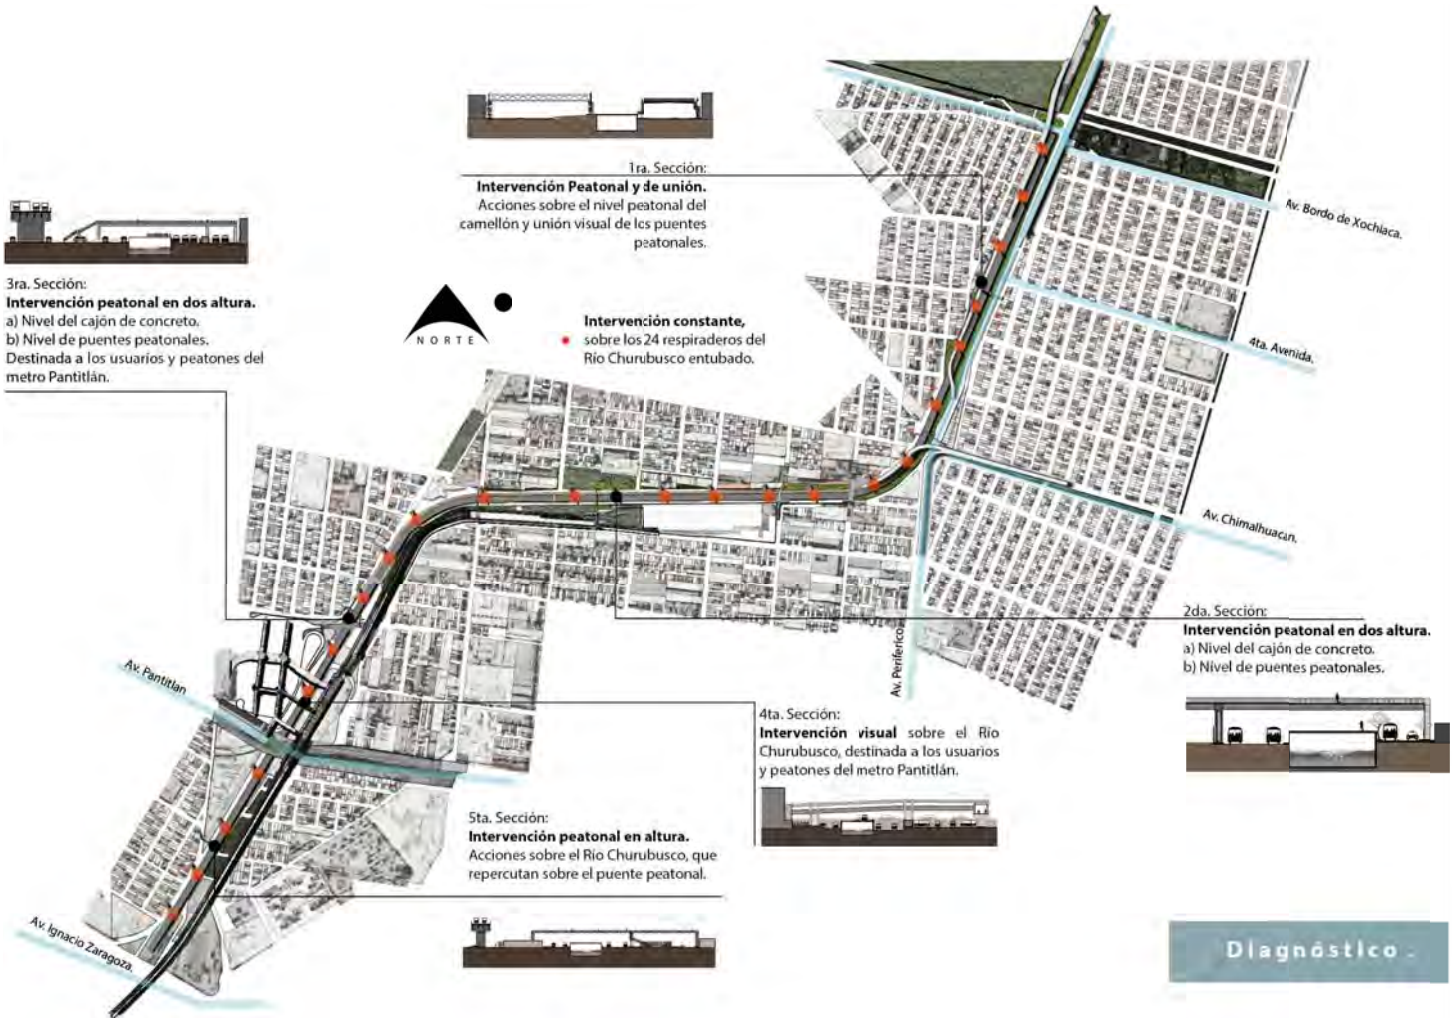 1ra. Sección:
Intervención Peatonal y de unión.
Acciones sobre el nivel peatonal del
camellón y unión visual de los puentes
peatonales.
Av. Bordo de Xochiaca.
3ra. Sección:
Intervención peatonal en dos altura.
a) Nivel del cajón de concreto.
b) Nivel de puentes peatonales.
Destinada a los usuarios y peatones del
metro Pantitlán.
NORTE
Intervención constante,
sobre los 24 respiraderos del
Río Churubusco entubado.
4ta. Avenida.
Av. Chimalhuacan.
2da. Sección:
Intervención peatonal en dos altura.
a) Nivel del cajón de concreto.
b) Nivel de puentes peatonales.
Av. Periferico
Av. Pantitlan
4ta. Sección:
Intervención visual sobre el Río
Churubusco, destinada a los usuarios
y peatones del metro Pantitlán.
5ta. Sección:
Intervención peatonal en altura.
Acciones sobre el Río Churubusco, que
repercutan sobre el puente peatonal.
Av. Ignacio Zaragoza.
Diagnóstico .